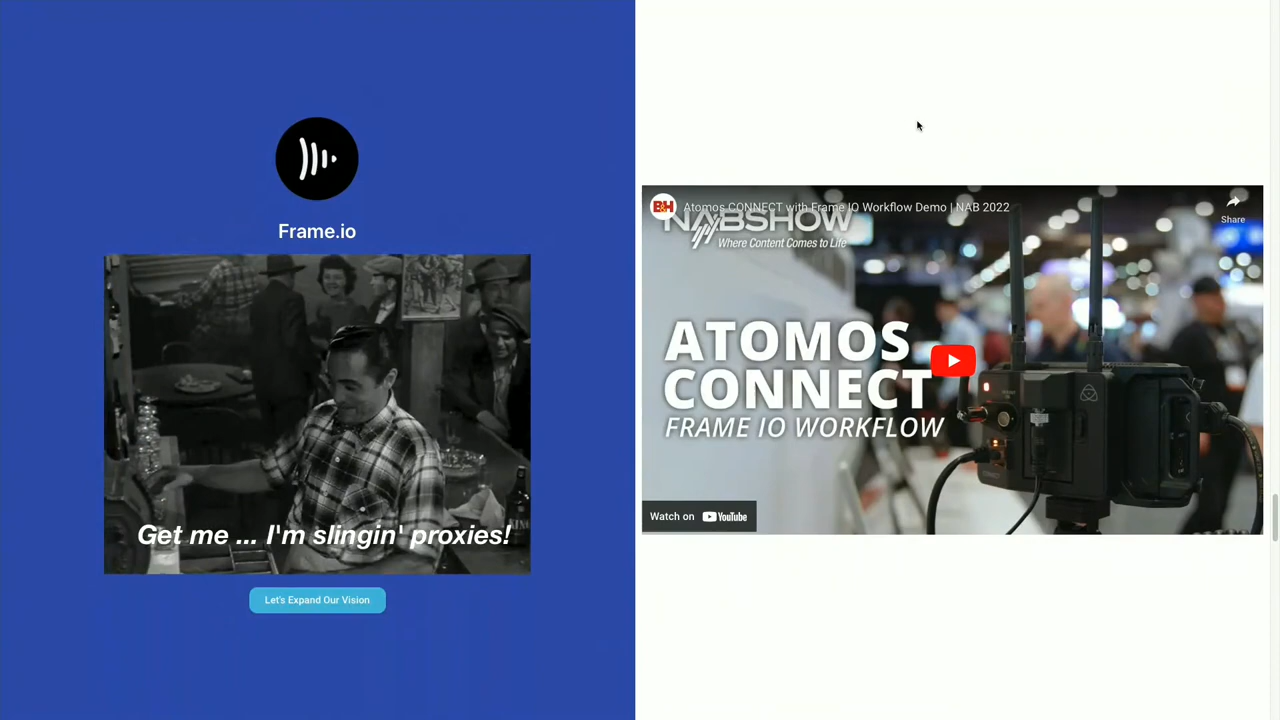 Frame.io
Get me ... I'm slingin' proxies!
Let's Expand Our Vision
B&H
Atomos CONNECT with Frame IO Workflow Demo | NAB 2022
Share
NABSHOW
Where Content Comes to Life
ATOMOS
CONNECT
FRAME IO WORKFLOW
Watch on YouTube